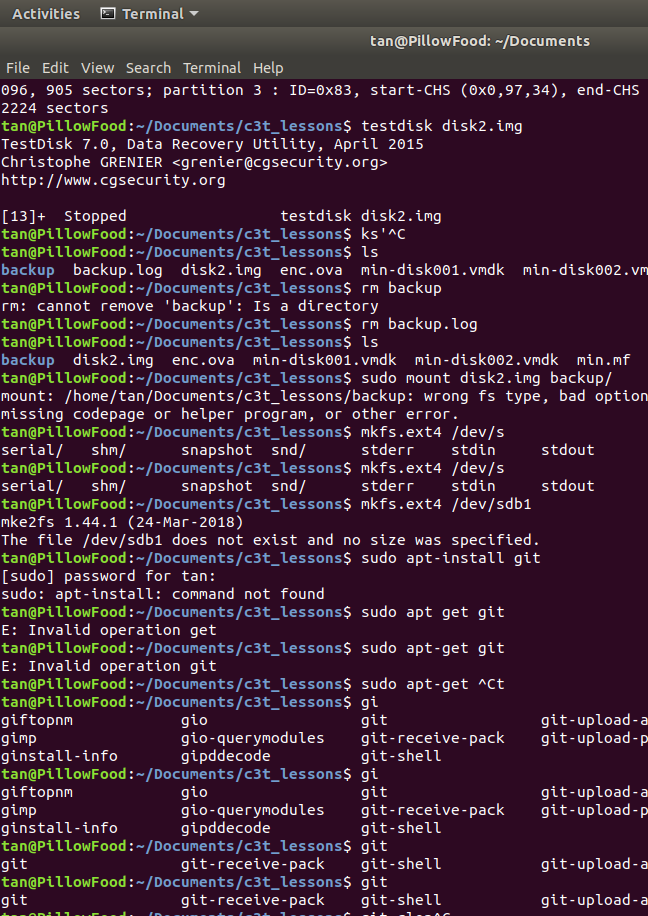 Activities Terminal
tan@PillowFood: ~/Documents
File Edit View Search Terminal Help
096, 905 sectors; partition 3 : ID=0x83, start-CHS (0x0,97,34), end-CHS
2224 sectors
tan@PillowFood:~/Documents/c3t_lessons$ testdisk disk2.img
TestDisk 7.0, Data Recovery Utility, April 2015
Christophe GRENIER <grenier@cgsecurity.org>
http://www.cgsecurity.org
[13]+  Stopped                 testdisk disk2.img
tan@PillowFood:~/Documents/c3t_lessons$ ks'^C
tan@PillowFood:~/Documents/c3t_lessons$ ls
backup  backup.log  disk2.img  enc.ova  min-disk001.vmdk  min-disk002.vm
tan@PillowFood:~/Documents/c3t_lessons$ rm backup
rm: cannot remove 'backup': Is a directory
tan@PillowFood:~/Documents/c3t_lessons$ rm backup.log
tan@PillowFood:~/Documents/c3t_lessons$ ls
backup  disk2.img  enc.ova  min-disk001.vmdk  min-disk002.vmdk  min.mf
tan@PillowFood:~/Documents/c3t_lessons$ sudo mount disk2.img backup/
mount: /home/tan/Documents/c3t_lessons/backup: wrong fs type, bad option
missing codepage or helper program, or other error.
tan@PillowFood:~/Documents/c3t_lessons$ mkfs.ext4 /dev/s
serial/   shm/      snapshot  snd/      stderr    stdin     stdout
tan@PillowFood:~/Documents/c3t_lessons$ mkfs.ext4 /dev/s
serial/   shm/      snapshot  snd/      stderr    stdin     stdout
tan@PillowFood:~/Documents/c3t_lessons$ mkfs.ext4 /dev/sdb1
mke2fs 1.44.1 (24-Mar-2018)
The file /dev/sdb1 does not exist and no size was specified.
tan@PillowFood:~/Documents/c3t_lessons$ sudo apt-install git
[sudo] password for tan:
sudo: apt-install: command not found
tan@PillowFood:~/Documents/c3t_lessons$ sudo apt get git
E: Invalid operation get
tan@PillowFood:~/Documents/c3t_lessons$ sudo apt-get git
E: Invalid operation git
tan@PillowFood:~/Documents/c3t_lessons$ sudo apt-get ^Ct
tan@PillowFood:~/Documents/c3t_lessons$ gi
giftopnm            gio                 git                 git-upload-a
gimp                gio-querymodules    git-receive-pack    git-upload-p
ginstall-info       gipddecode          git-shell
tan@PillowFood:~/Documents/c3t_lessons$ gi
giftopnm            gio                 git                 git-upload-a
gimp                gio-querymodules    git-receive-pack    git-upload-p
ginstall-info       gipddecode          git-shell
tan@PillowFood:~/Documents/c3t_lessons$ git
git                 git-receive-pack    git-shell           git-upload-a
tan@PillowFood:~/Documents/c3t_lessons$ git
git                 git-receive-pack    git-shell           git-upload-a